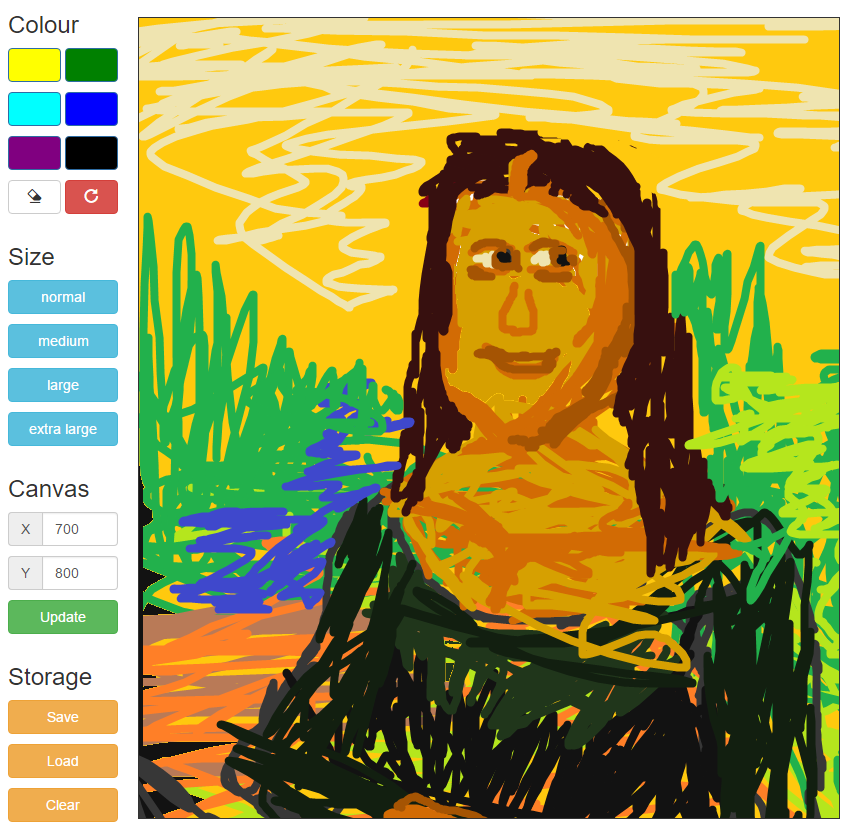 Colour
Size
normal
medium
large
extra large
Canvas
X 700
Y 800
Update
Storage
Save
Load
Clear